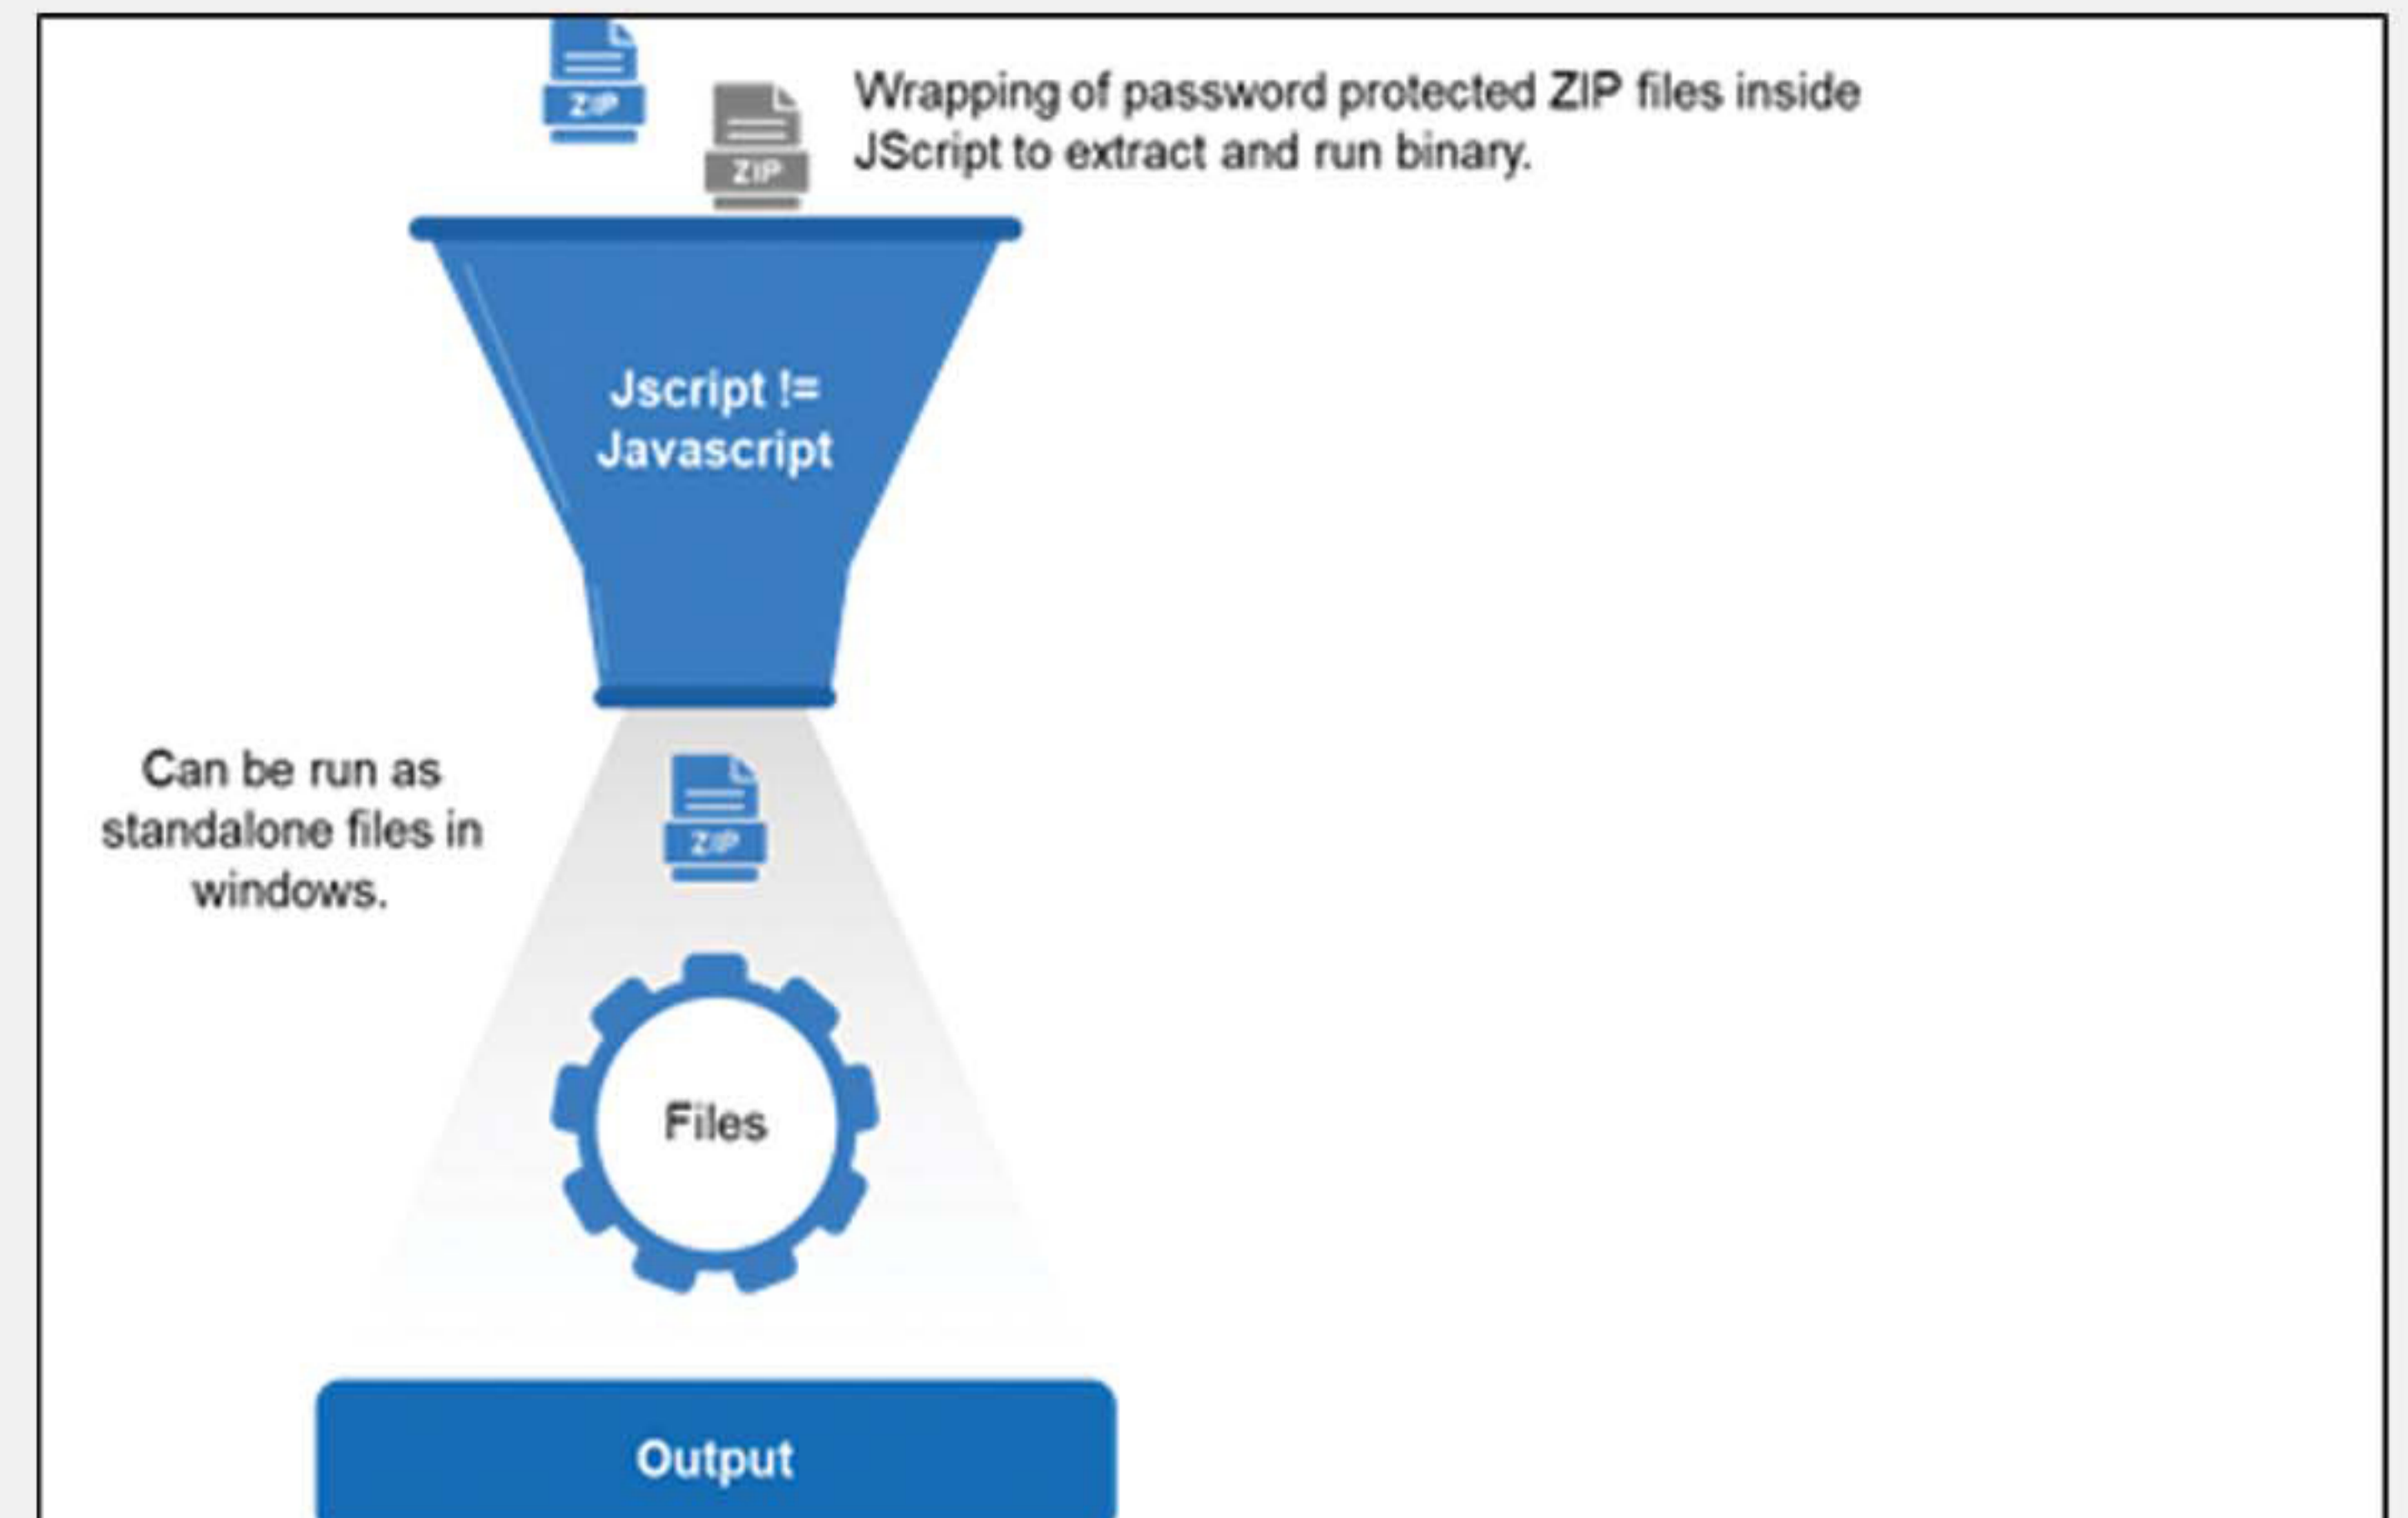 ZIP
ZIP
Wrapping of password protected ZIP files inside
JScript to extract and run binary.
Jscript !=
Javascript
Can be run as
standalone files in
windows.
ZIP
Files
Output